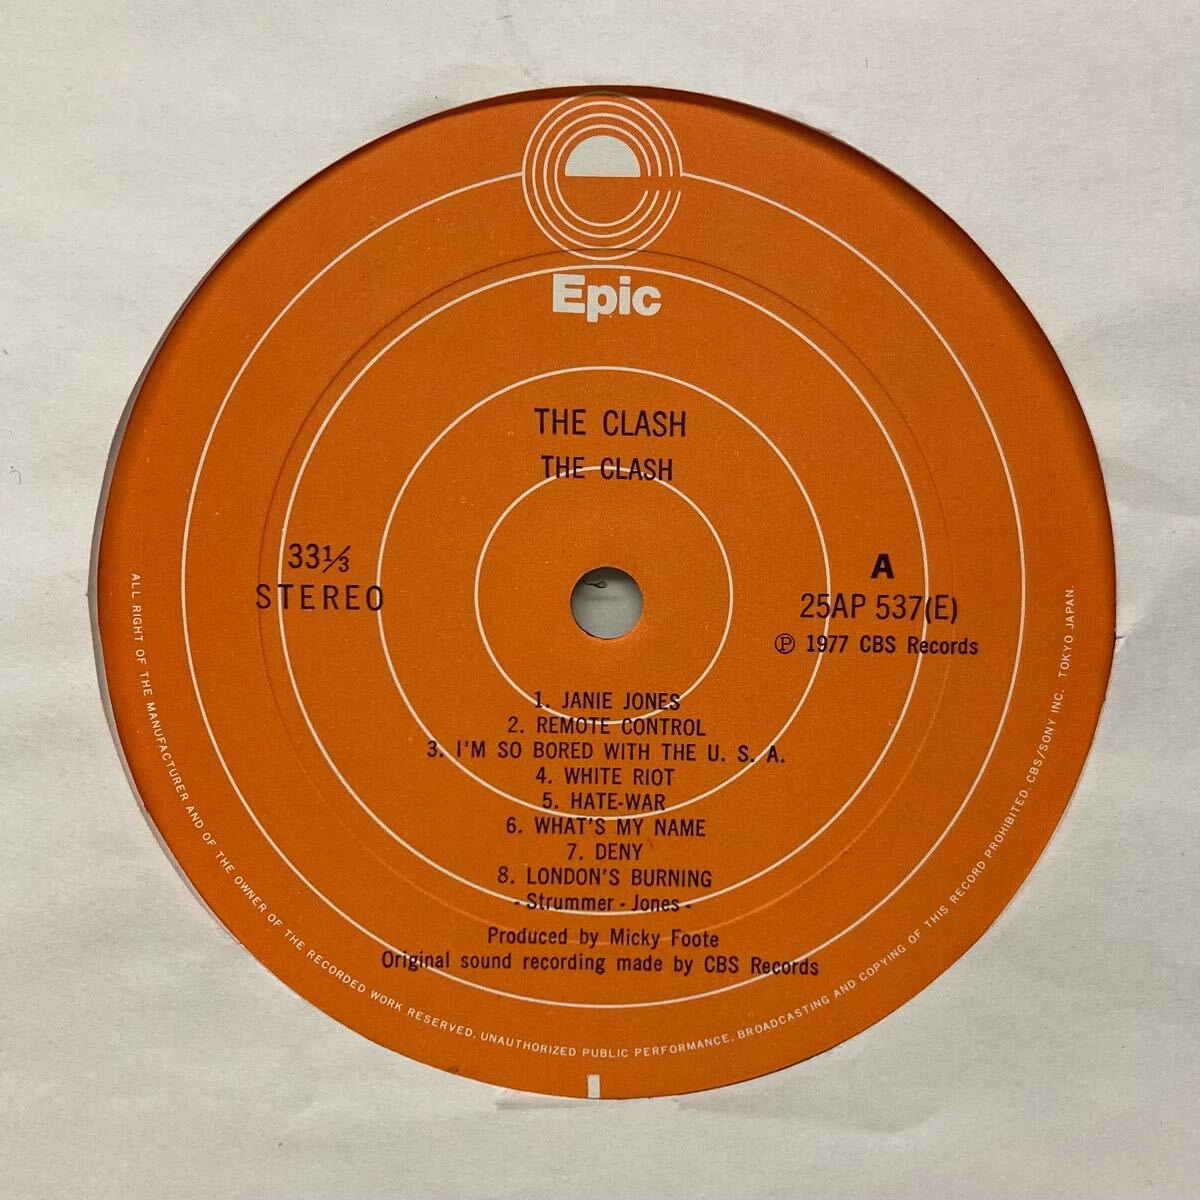 Epic
THE CLASH
THE CLASH
33⅓
STEREO
A
25AP 537(E)
Ⓟ 1977 CBS Records
1. JANIE JONES
2. REMOTE CONTROL
3. I'M SO BORED WITH THE U. S. A.
4. WHITE RIOT
5. HATE-WAR
6. WHAT'S MY NAME
7. DENY
8. LONDON'S BURNING
- Strummer - Jones -
Produced by Micky Foote
Original sound recording made by CBS Records
ALL RIGHT OF THE MANUFACTURER AND OF THE OWNER OF THE RECORDED WORK RESERVED. UNAUTHORIZED PUBLIC PERFORMANCE, BROADCASTING AND COPYING OF THIS RECORD PROHIBITED. CBS/SONY INC. TOKYO JAPAN.